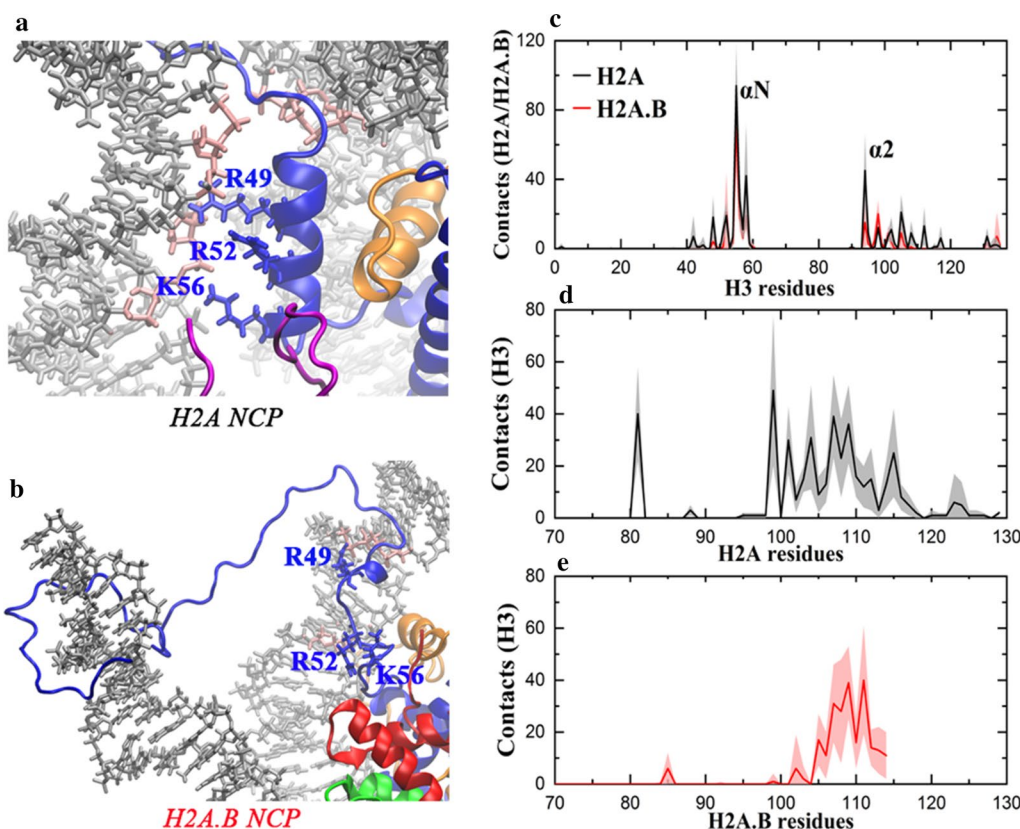 a
R49
R52
K56
H2A NCP
b
R49
R52
K56
H2A.B NCP
c
Contacts (H2A/H2A.B)
120
80
40
0
H2A
H2A.B
αN
α2
0 20 40 60 80 100 120
H3 residues
d
Contacts (H3)
80
60
40
20
0
70 80 90 100 110 120 130
H2A residues
e
Contacts (H3)
80
60
40
20
0
70 80 90 100 110 120 130
H2A.B residues